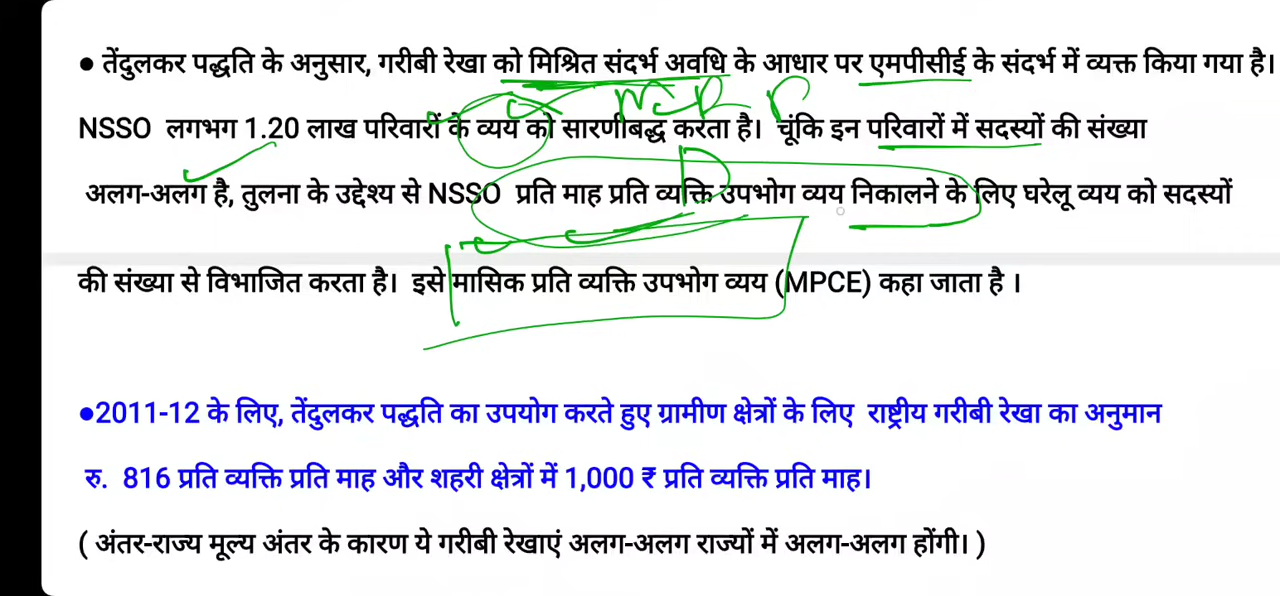 ● तेंदुलकर पद्धति के अनुसार, गरीबी रेखा को मिश्रित संदर्भ अवधि के आधार पर एमपीसीई के संदर्भ में व्यक्त किया गया है।
NSSO लगभग 1.20 लाख परिवारों के व्यय को सारणीबद्ध करता है। चूंकि इन परिवारों में सदस्यों की संख्या
अलग-अलग है, तुलना के उद्देश्य से NSSO प्रति माह प्रति व्यक्ति उपभोग व्यय निकालने के लिए घरेलू व्यय को सदस्यों
की संख्या से विभाजित करता है। इसे मासिक प्रति व्यक्ति उपभोग व्यय (MPCE) कहा जाता है ।
●2011-12 के लिए, तेंदुलकर पद्धति का उपयोग करते हुए ग्रामीण क्षेत्रों के लिए राष्ट्रीय गरीबी रेखा का अनुमान
रु. 816 प्रति व्यक्ति प्रति माह और शहरी क्षेत्रों में 1,000 ₹ प्रति व्यक्ति प्रति माह।
( अंतर-राज्य मूल्य अंतर के कारण ये गरीबी रेखाएं अलग-अलग राज्यों में अलग-अलग होंगी। )